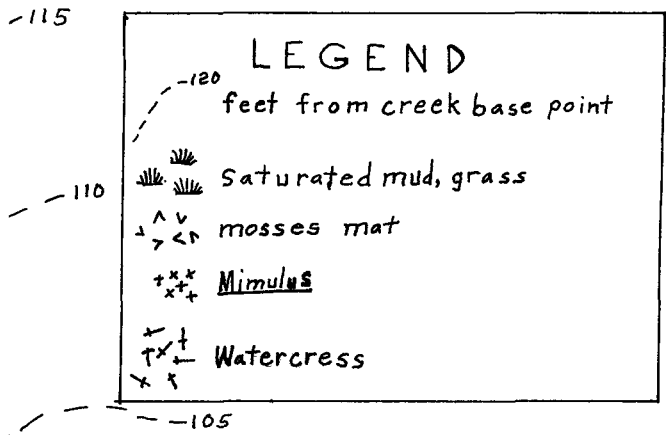 115
LEGEND
120
feet from creek base point
110
saturated mud, grass
mosses mat
Mimulus
Watercress
105